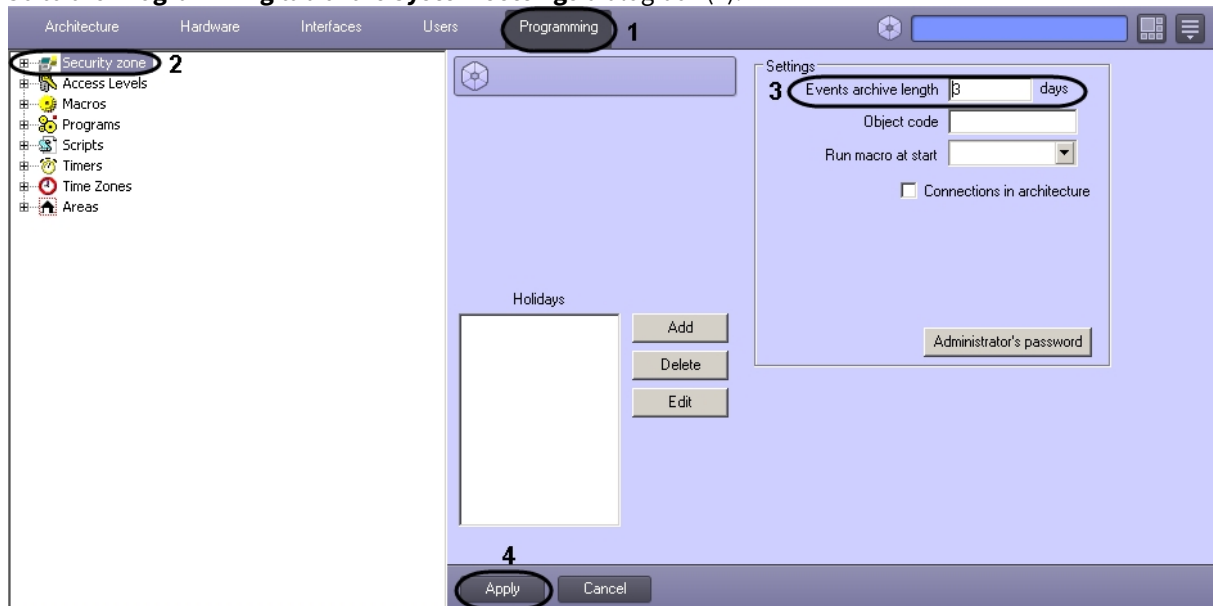 Architecture Hardware Interfaces Users Programming 1
Security zone 2
Access Levels
Macros
Programs
Scripts
Timers
Time Zones
Areas
Settings
3 Events archive length 3 days
Object code
Run macro at start
Connections in architecture
Administrator's password
Holidays
Add
Delete
Edit
4
Apply Cancel